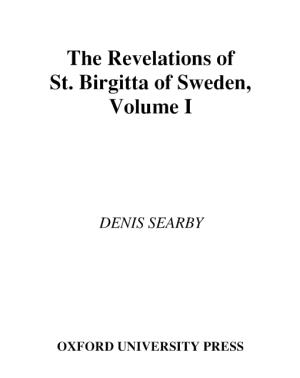 The Revelations of
St. Birgitta of Sweden,
Volume I
DENIS SEARBY
OXFORD UNIVERSITY PRESS